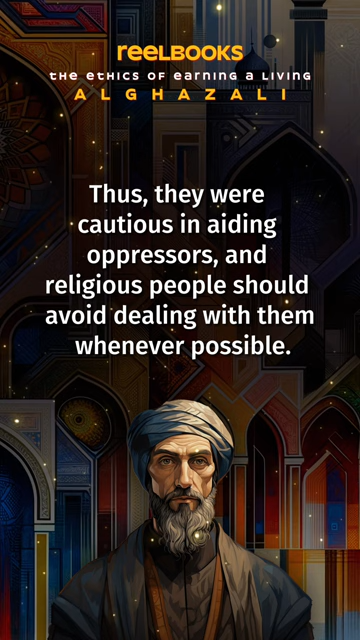 reelBOOKS
the ethics of earning a living
ALGHAZALI
Thus, they were
cautious in aiding
oppressors, and
religious people should
avoid dealing with them
whenever possible.